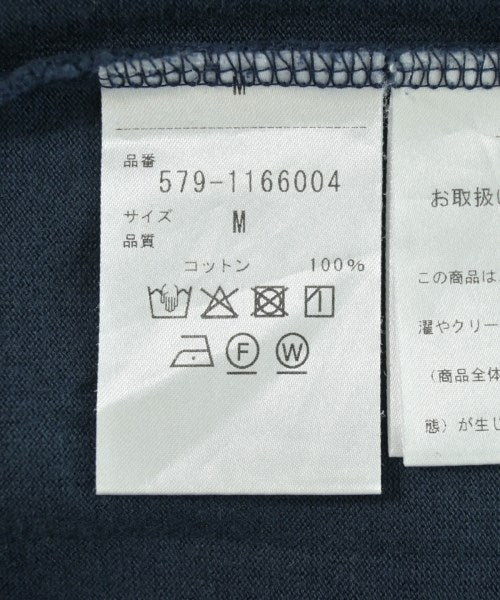 M
品番
579-1166004
サイズ M
品質
コットン 100%
F W
お取扱い
この商品は
濯やクリー
(商品全体
態)が生じ